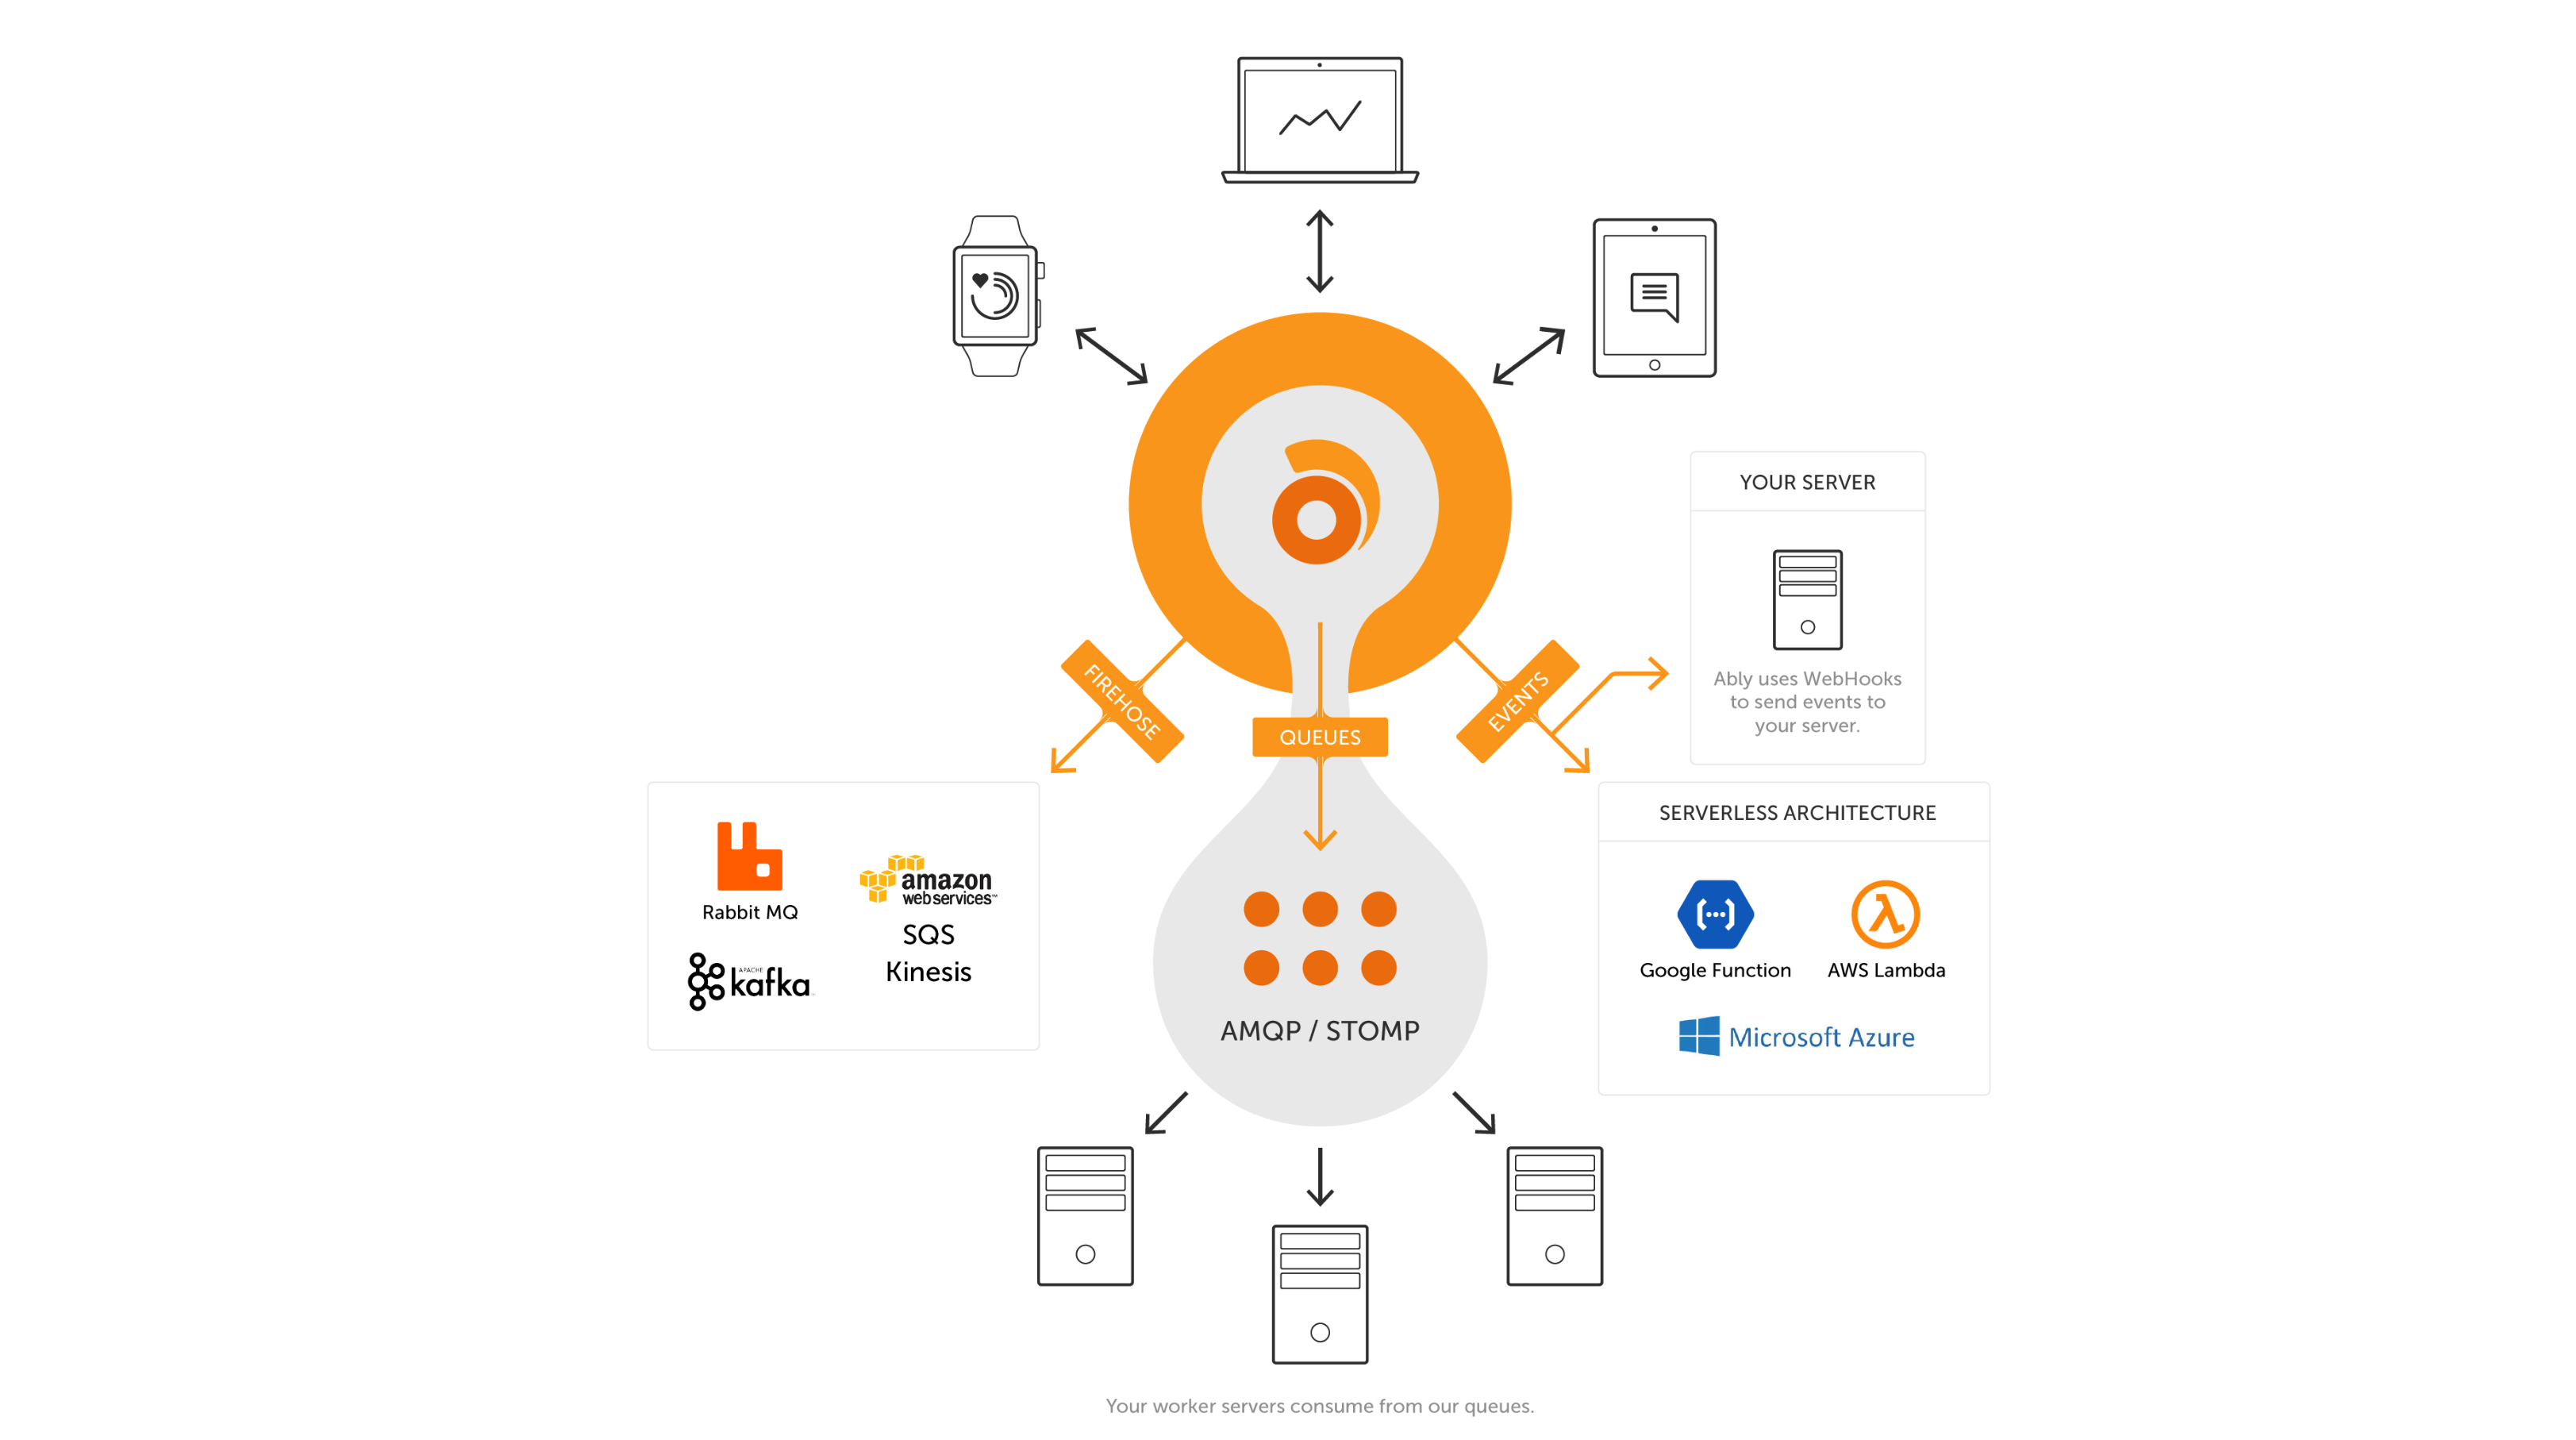 YOUR SERVER
Ably uses WebHooks
to send events to
your server.
FIREHOSE
QUEUES
EVENTS
Rabbit MQ
APACHE
kafka
amazon
webservices™
SQS
Kinesis
SERVERLESS ARCHITECTURE
Google Function
AWS Lambda
Microsoft Azure
AMQP / STOMP
Your worker servers consume from our queues.